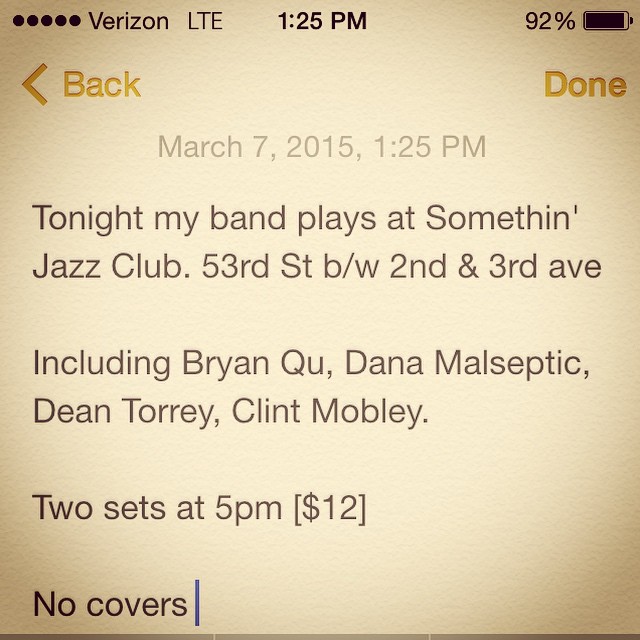 Verizon LTE 1:25 PM 92%
Back Done
March 7, 2015, 1:25 PM
Tonight my band plays at Somethin'
Jazz Club. 53rd St b/w 2nd & 3rd ave
Including Bryan Qu, Dana Malseptic,
Dean Torrey, Clint Mobley.
Two sets at 5pm [$12]
No covers